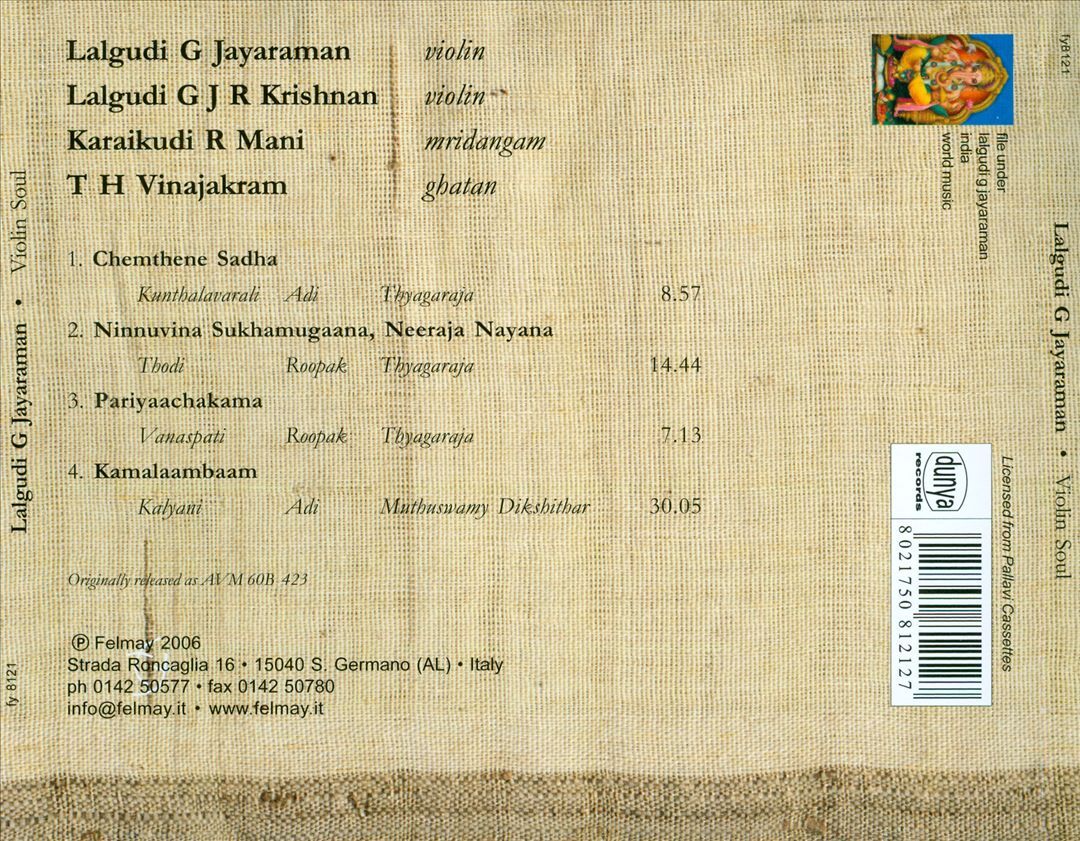 Lalgudi G Jayaraman violin
Lalgudi G J R Krishnan violin
Karaikudi R Mani mridangam
T H Vinajakram ghatan
1. Chemthene Sadha
Kunthalavarali Adi Thyagaraja 8.57
2. Ninnuvina Sukhamugaana, Neeraja Nayana
Thodi Roopak Thyagaraja 14.44
3. Pariyaachakama
Vanaspati Roopak Thyagaraja 7.13
4. Kamalaambaam
Kalyani Adi Muthuswamy Dikshithar 30.05
Originally released as AVM 60B 423
℗ Felmay 2006
Strada Roncaglia 16 • 15040 S. Germano (AL) • Italy
ph 0142 50577 • fax 0142 50780
info@felmay.it • www.felmay.it
Lalgudi G Jayaraman • Violin Soul
fy 8121
fy8121
file under
lalgudi g jayaraman
india
world music
Lalgudi G Jayaraman • Violin Soul
Licensed from Pallavi Cassettes
dunya
records
8021750 812127